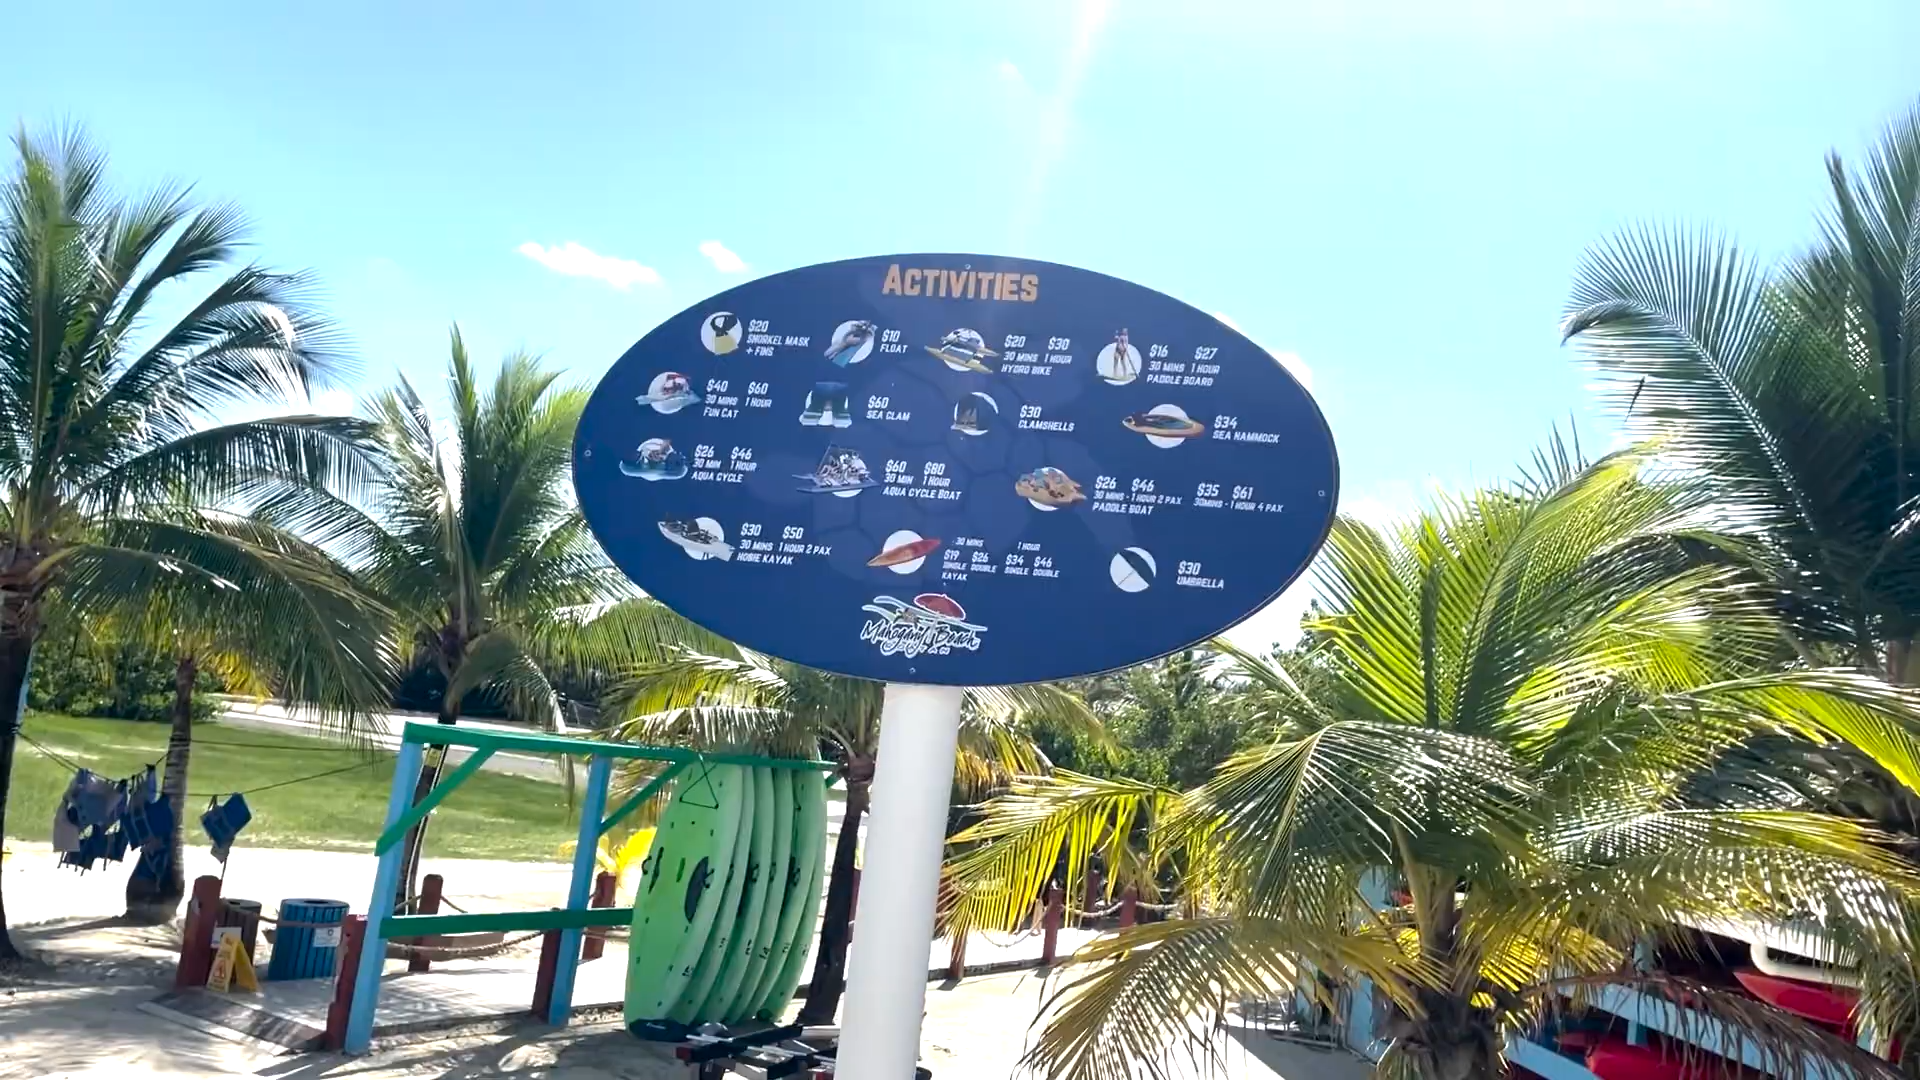 ACTIVITIES
$20
SNORKEL MASK
+ FINS
$10
FLOAT
$20 $30
30 MINS 1 HOUR
HYDRO BIKE
$16 $27
30 MINS 1 HOUR
PADDLE BOARD
$40 $60
30 MINS 1 HOUR
FUN CAT
$60
SEA CLAM
$30
CLAMSHELLS
$34
SEA HAMMOCK
$26 $46
30 MIN 1 HOUR
AQUA CYCLE
$60 $80
30 MIN 1 HOUR
AQUA CYCLE BOAT
$26 $46
30 MINS - 1 HOUR 2 PAX
PADDLE BOAT
$35 $61
30MINS - 1 HOUR 4 PAX
$30 $50
30 MINS 1 HOUR 2 PAX
HOBIE KAYAK
30 MINS 1 HOUR
$19 $26 $34 $46
SINGLE DOUBLE SINGLE DOUBLE
KAYAK
$30
UMBRELLA
Mahogany Beach